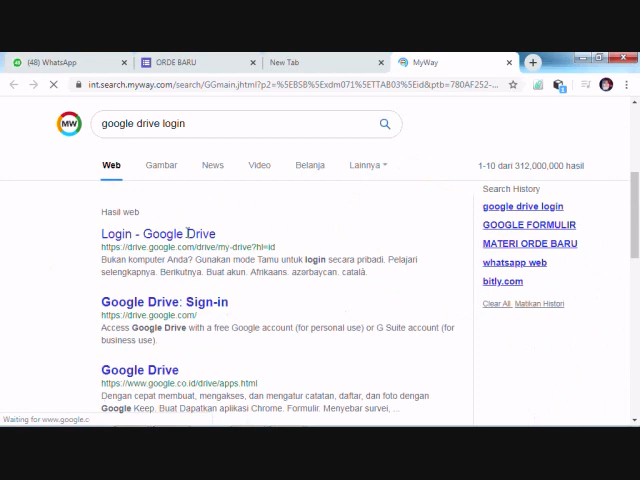 (48) WhatsApp
ORDE BARU
New Tab
MyWay
int.search.myway.com/search/GGmain.jhtml?p2=%5EBSB%5Exdm071%5ETTAB03%5Eid&ptb=780AF252-...
MW
google drive login
Web
Gambar
News
Video
Belanja
Lainnya
1-10 dari 312,000,000 hasil
Hasil web
Login - Google Drive
https://drive.google.com/drive/my-drive?hl=id
Bukan komputer Anda? Gunakan mode Tamu untuk login secara pribadi. Pelajari
selengkapnya. Berikutnya. Buat akun. Afrikaans. azərbaycan. català.
Google Drive: Sign-in
https://drive.google.com/
Access Google Drive with a free Google account (for personal use) or G Suite account (for
business use).
Google Drive
https://www.google.co.id/drive/apps.html
Dengan cepat membuat, mengakses, dan mengatur catatan, daftar, dan foto dengan
Google Keep. Buat Dapatkan aplikasi Chrome. Formulir. Menyebar survei, ...
Search History
google drive login
GOOGLE FORMULIR
MATERI ORDE BARU
whatsapp web
bitly.com
Clear All
Matikan Histori
Waiting for www.google.c